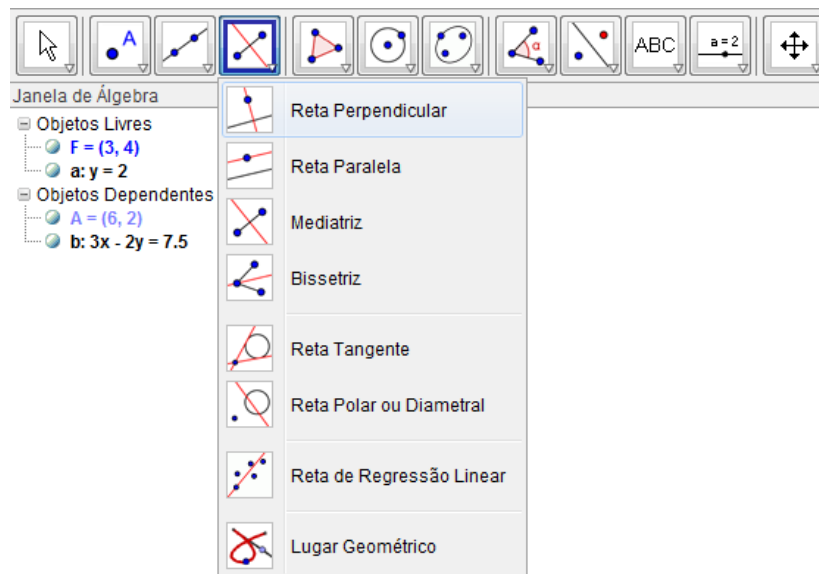 A α ABC a=2
Janela de Álgebra
Objetos Livres
F = (3, 4)
a: y = 2
Objetos Dependentes
A = (6, 2)
b: 3x - 2y = 7.5
Reta Perpendicular
Reta Paralela
Mediatriz
Bissetriz
Reta Tangente
Reta Polar ou Diametral
Reta de Regressão Linear
Lugar Geométrico